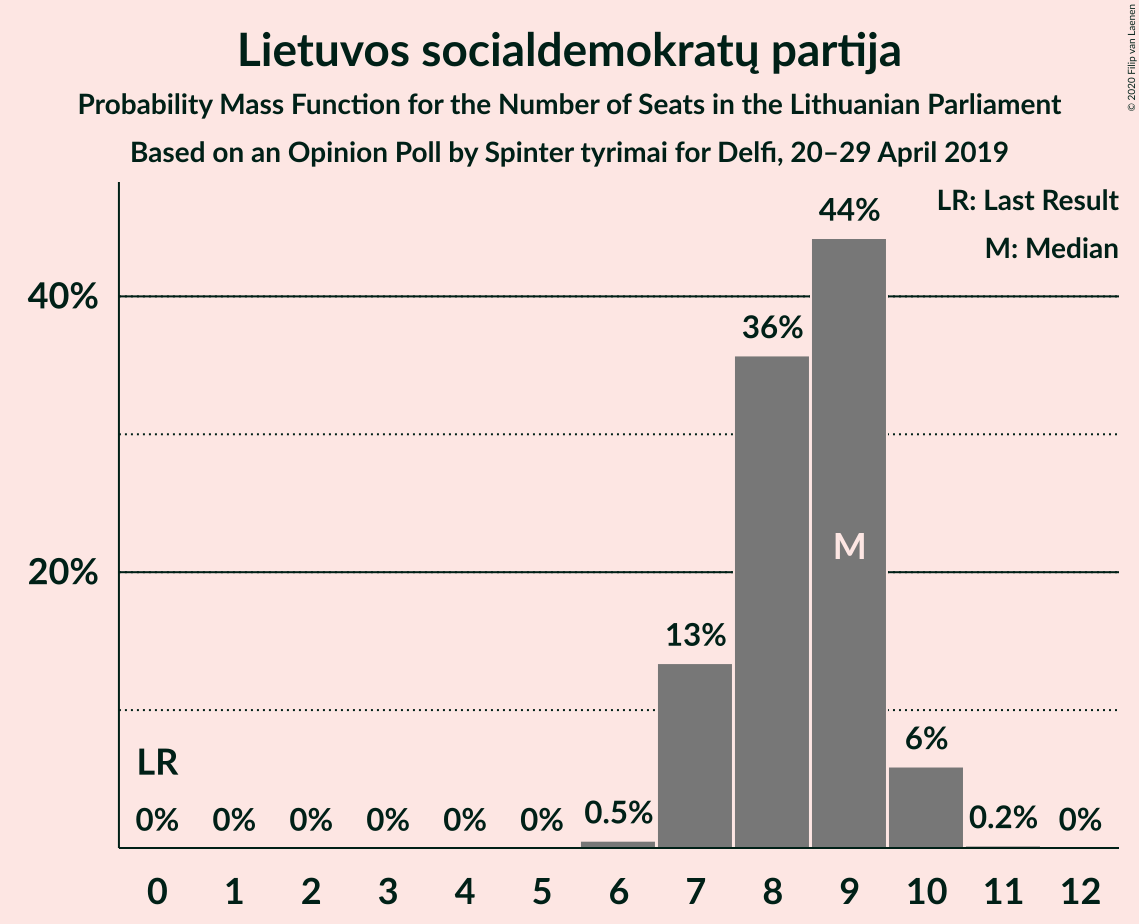 Lietuvos socialdemokratų partija
Probability Mass Function for the Number of Seats in the Lithuanian Parliament
Based on an Opinion Poll by Spinter tyrimai for Delfi, 20–29 April 2019
© 2020 Filip van Laenen
LR: Last Result
M: Median
44%
40%
36%
M
20%
13%
6%
LR
0% 0% 0% 0% 0% 0% 0.5% 0.2% 0%
0 1 2 3 4 5 6 7 8 9 10 11 12